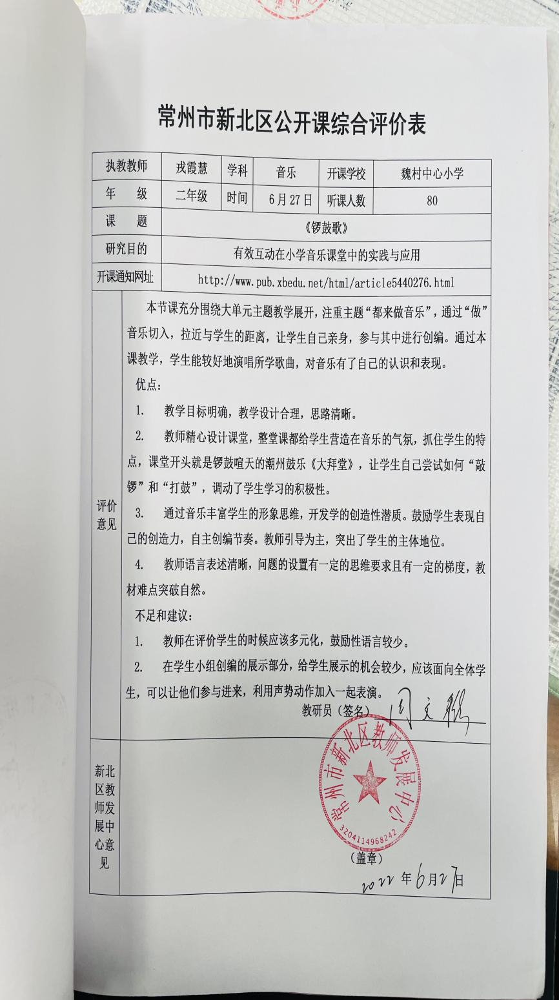 常州市新北区公开课综合评价表
执教教师 戎霞慧 学科 音乐 开课学校 魏村中心小学
年 级 二年级 时间 6月27日 听课人数 80
课 题 《锣鼓歌》
研究目的 有效互动在小学音乐课堂中的实践与应用
开课通知网址 http://www.pub.xbedu.net/html/article5440276.html
评价
意见
本节课充分围绕大单元主题教学展开，注重主题“都来做音乐”，通过“做”
音乐切入，拉近与学生的距离，让学生自己亲身，参与其中进行创编。通过本
课教学，学生能较好地演唱所学歌曲，对音乐有了自己的认识和表现。
优点：
1. 教学目标明确，教学设计合理，思路清晰。
2. 教师精心设计课堂，整堂课都给学生营造在音乐的气氛，抓住学生的特
点，课堂开头就是锣鼓喧天的潮州鼓乐《大拜堂》，让学生自己尝试如何“敲
锣”和“打鼓”，调动了学生学习的积极性。
3. 通过音乐丰富学生的形象思维，开发学的创造性潜质。鼓励学生表现自
己的创造力，自主创编节奏。教师引导为主，突出了学生的主体地位。
4. 教师语言表述清晰，问题的设置有一定的思维要求且有一定的梯度，教
材难点突破自然。
不足和建议：
1. 教师在评价学生的时候应该多元化，鼓励性语言较少。
2. 在学生小组创编的展示部分，给学生展示的机会较少，应该面向全体学
生，可以让他们参与进来，利用声势动作加入一起表演。
教研员（签名） 周文
新北
区教
师发
展中
心意
见
常州市新北区教师发展中心
3204114968242
（盖章）
2022年6月27日